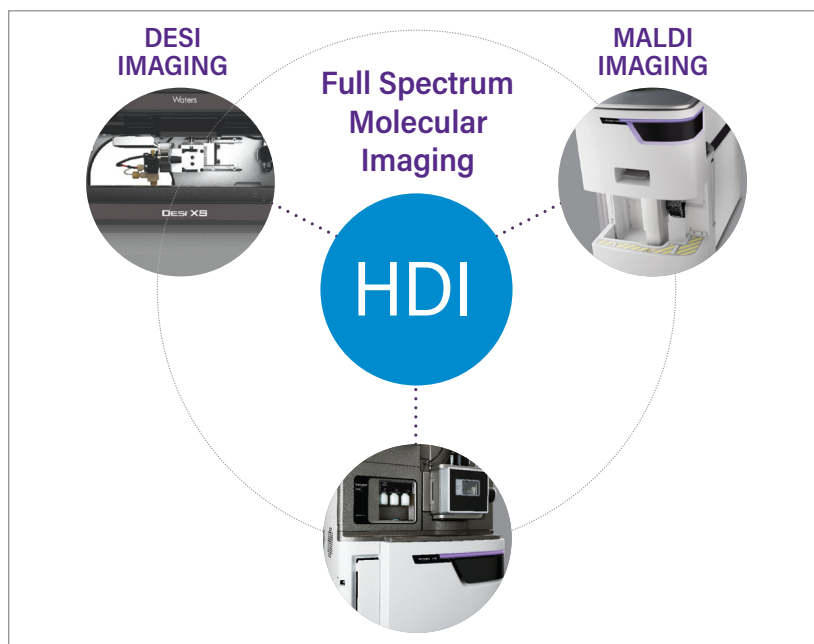 DESI
IMAGING
MALDI
IMAGING
Full Spectrum
Molecular
Imaging
Waters
DESI XS
HDI